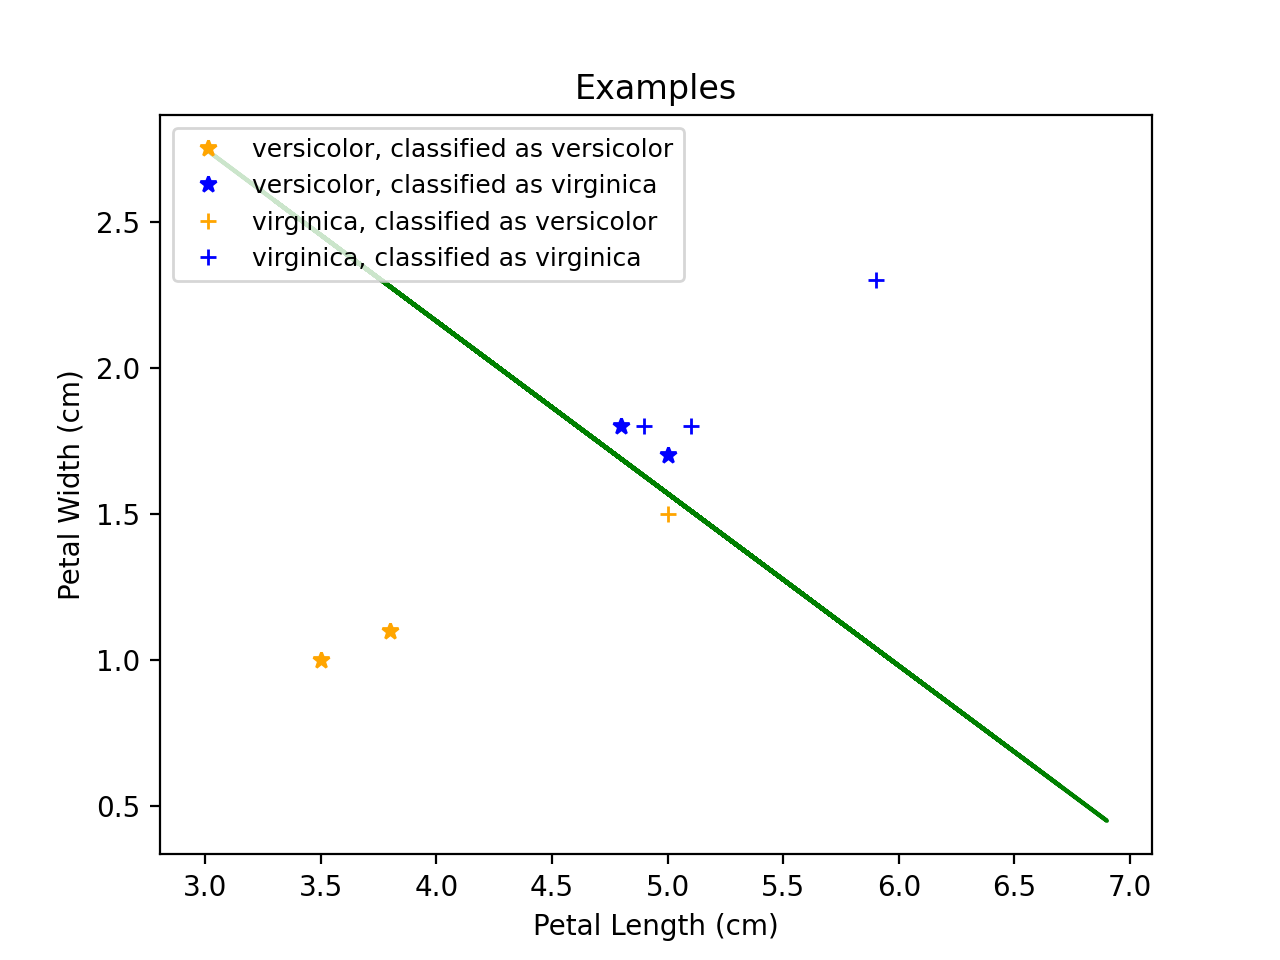 Examples
versicolor, classified as versicolor
versicolor, classified as virginica
virginica, classified as versicolor
virginica, classified as virginica
Petal Width (cm)
2.5
2.0
1.5
1.0
0.5
3.0 3.5 4.0 4.5 5.0 5.5 6.0 6.5 7.0
Petal Length (cm)